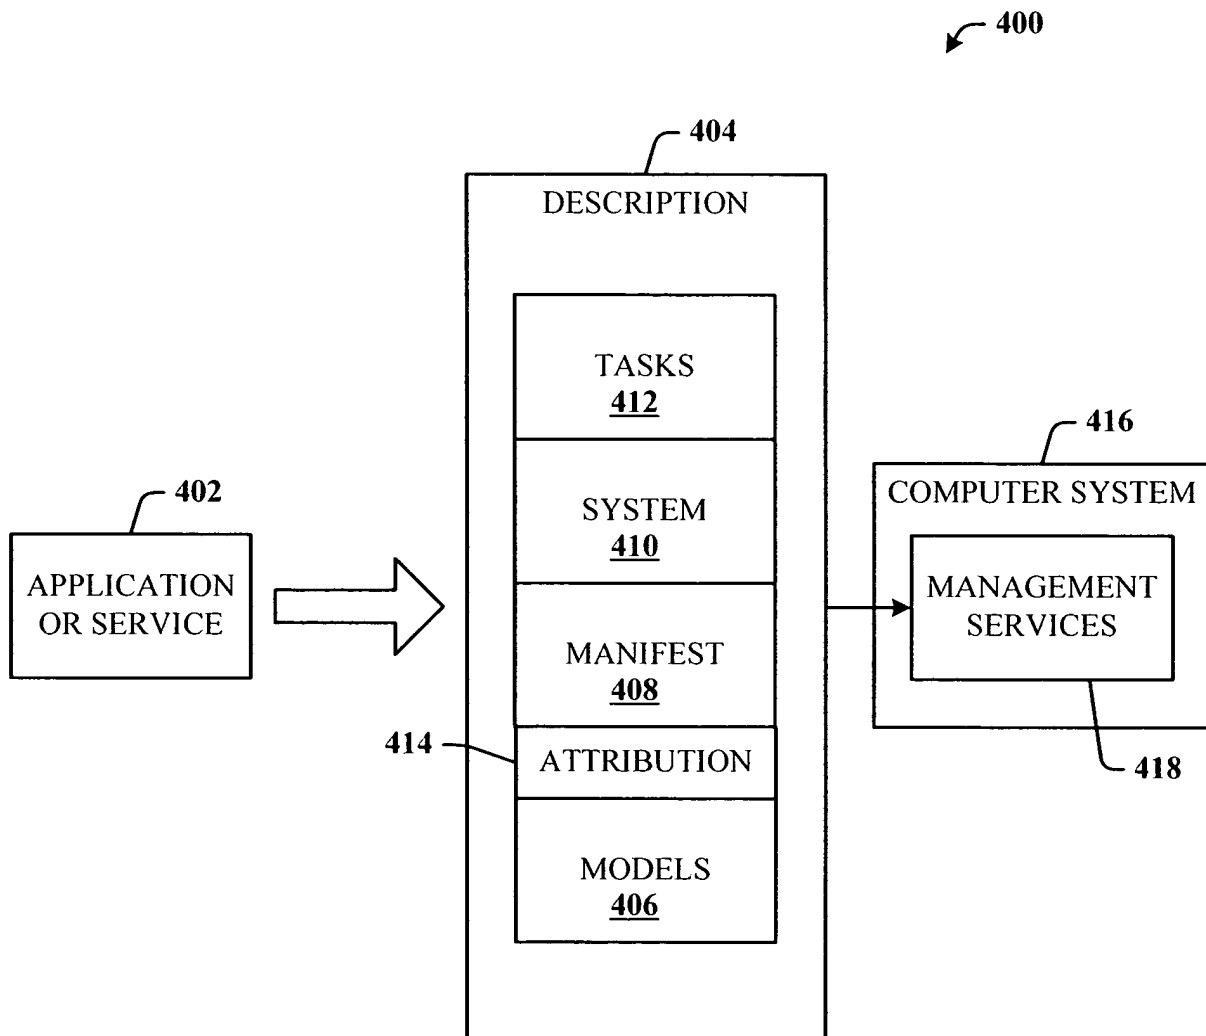 400
404
DESCRIPTION
TASKS
412
416
402
SYSTEM
410
COMPUTER SYSTEM
APPLICATION
OR SERVICE
MANAGEMENT
SERVICES
MANIFEST
408
414
ATTRIBUTION
418
MODELS
406